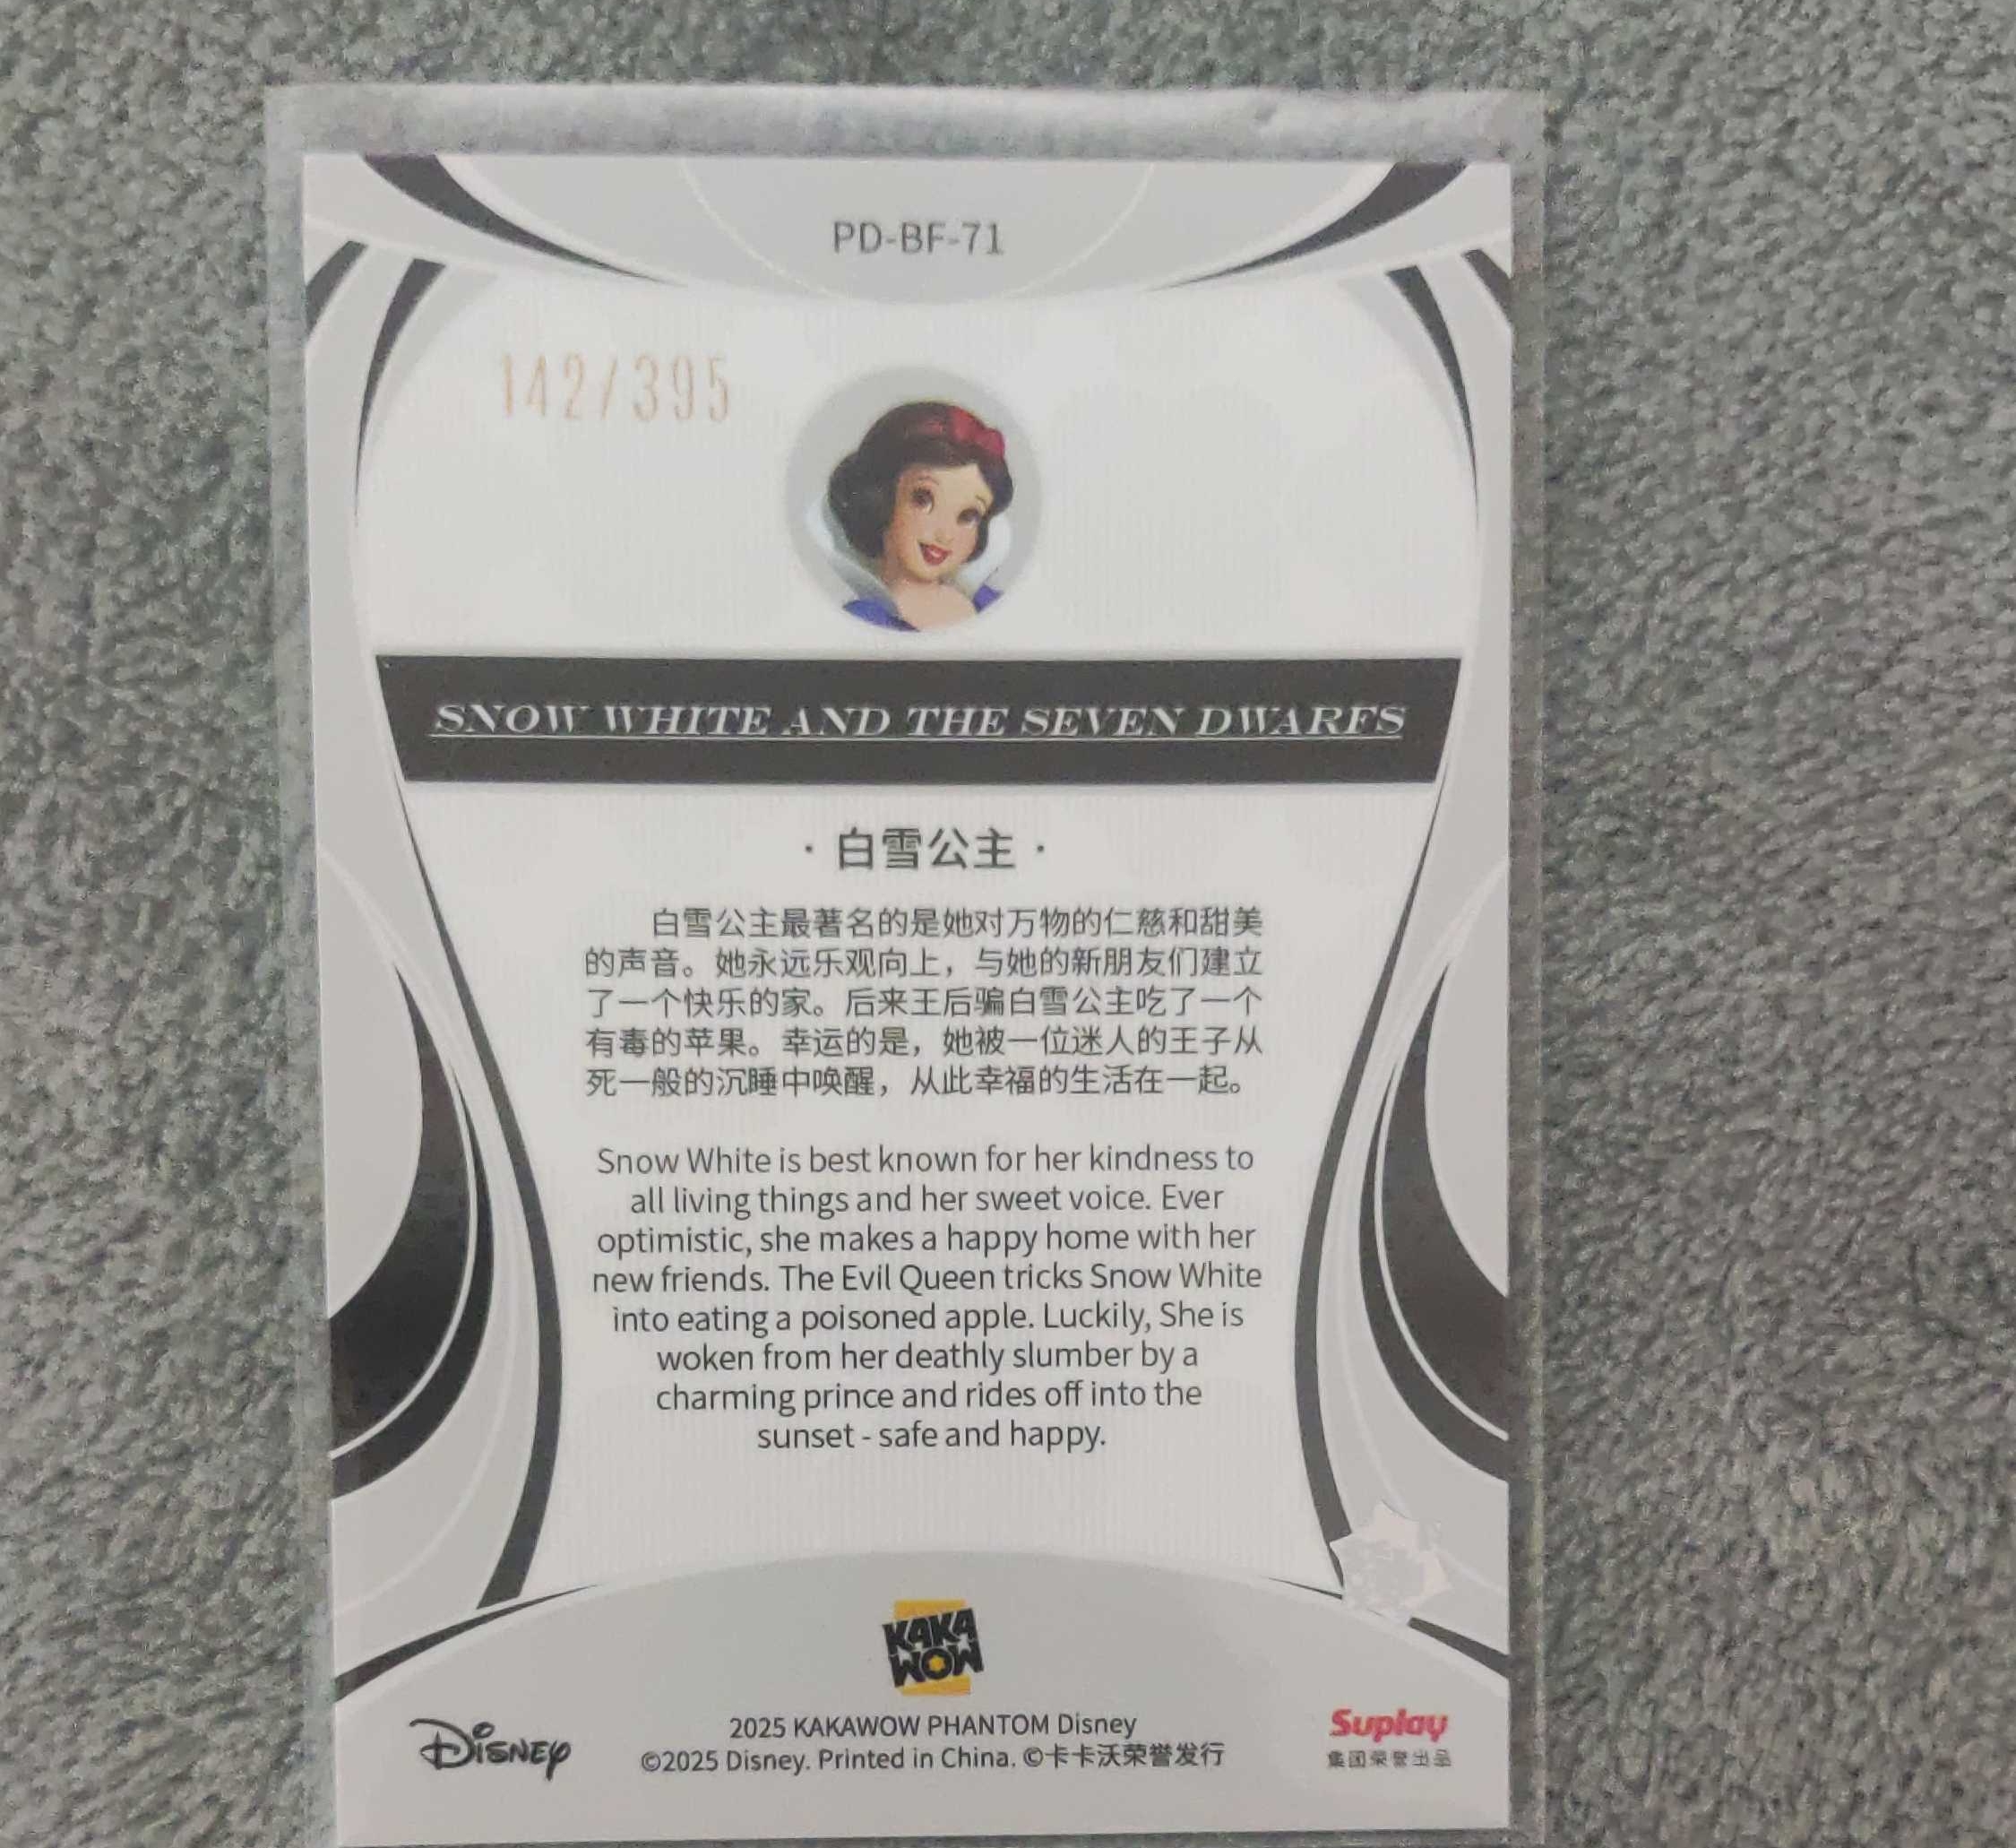 PD-BF-71
142/395
SNOW WHITE AND THE SEVEN DWARFS
· 白雪公主 ·
白雪公主最著名的是她对万物的仁慈和甜美
的声音。她永远乐观向上，与她的新朋友们建立
了一个快乐的家。后来王后骗白雪公主吃了一个
有毒的苹果。幸运的是，她被一位迷人的王子从
死一般的沉睡中唤醒，从此幸福的生活在一起。
Snow White is best known for her kindness to
all living things and her sweet voice. Ever
optimistic, she makes a happy home with her
new friends. The Evil Queen tricks Snow White
into eating a poisoned apple. Luckily, She is
woken from her deathly slumber by a
charming prince and rides off into the
sunset - safe and happy.
KAKA
WOW
Disney
2025 KAKAWOW PHANTOM Disney
©2025 Disney. Printed in China. ©卡卡沃荣誉发行
Suplay
集团荣誉出品